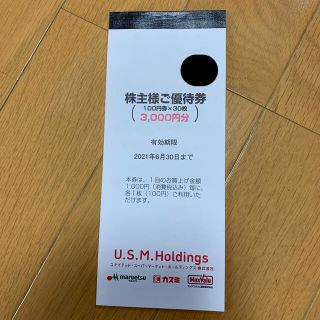 株主様ご優待券
(100円券×30枚
3,000円分)
有効期限
2021年6月30日まで
本券は、1回のお買上げ金額
1,000円(消費税込み)毎に、
各1枚(100円)ご利用いた
だけます。
U.S.M.Holdings
ユナイテッド・スーパーマーケット・ホールディングス株式会社
maruetsu カスミ MaxValu